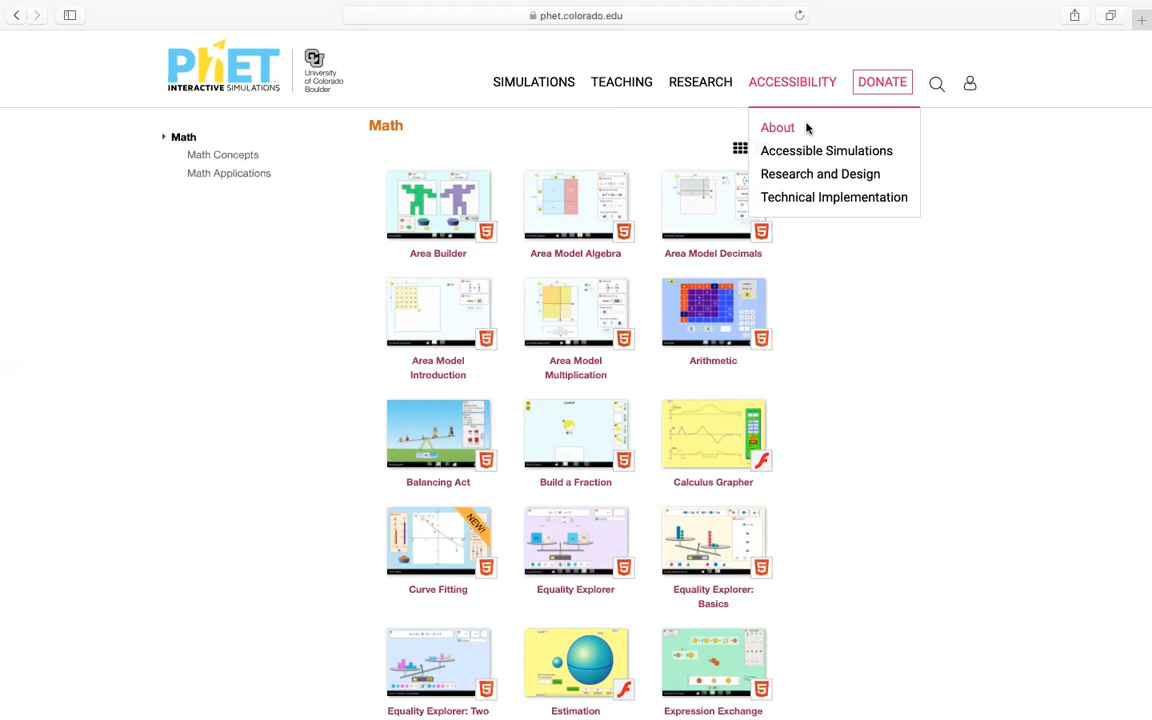 phet.colorado.edu
PhET
INTERACTIVE SIMULATIONS
University
of Colorado
Boulder
SIMULATIONS
TEACHING
RESEARCH
ACCESSIBILITY
DONATE
About
Accessible Simulations
Research and Design
Technical Implementation
Math
Math Concepts
Math Applications
Math
Area Builder
Area Model Algebra
Area Model Decimals
Area Model
Introduction
Area Model
Multiplication
Arithmetic
Balancing Act
Build a Fraction
Calculus Grapher
NEW!
Curve Fitting
Equality Explorer
Equality Explorer:
Basics
Equality Explorer: Two
Estimation
Expression Exchange